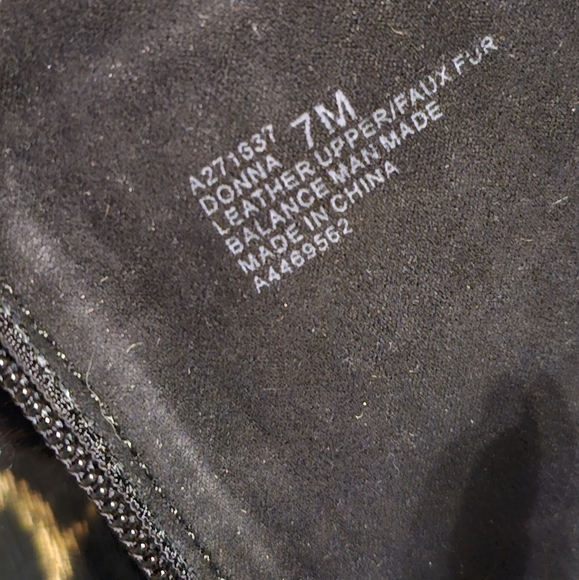 A271637 7M
DONNA
LEATHER UPPER/FAUX FUR
BALANCE MAN MADE
MADE IN CHINA
A4469562